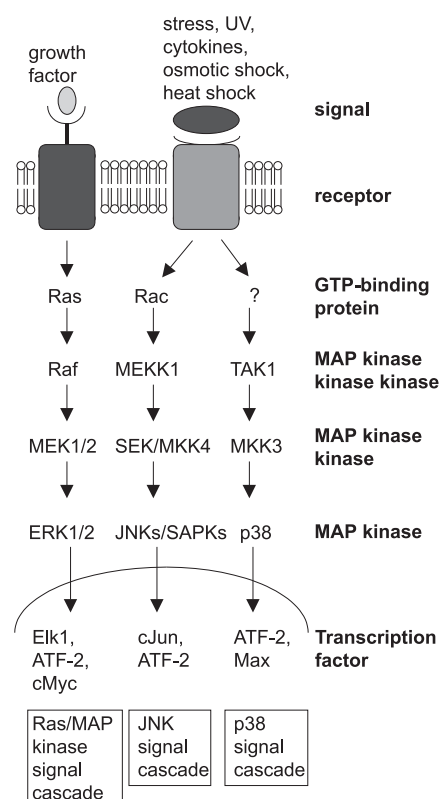 growth
factor
stress, UV,
cytokines,
osmotic shock,
heat shock
signal
receptor
Ras
Rac
?
GTP-binding
protein
Raf
MEKK1
TAK1
MAP kinase
kinase kinase
MEK1/2
SEK/MKK4
MKK3
MAP kinase
kinase
ERK1/2
JNKs/SAPKs
p38
MAP kinase
Elk1,
ATF-2,
cMyc
cJun,
ATF-2
ATF-2,
Max
Transcription
factor
Ras/MAP
kinase
signal
cascade
JNK
signal
cascade
p38
signal
cascade